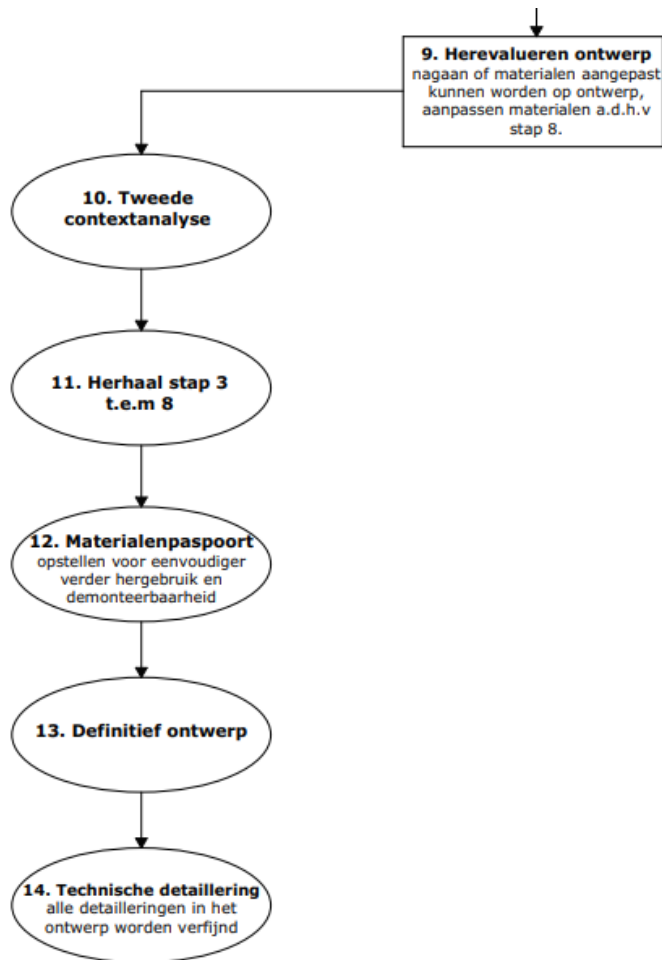 9. Herevalueren ontwerp
nagaan of materialen aangepast
kunnen worden op ontwerp,
aanpassen materialen a.d.h.v
stap 8.
10. Tweede
contextanalyse
11. Herhaal stap 3
t.e.m 8
12. Materialenpaspoort
opstellen voor eenvoudiger
verder hergebruik en
demonteerbaarheid
13. Definitief ontwerp
14. Technische detaillering
alle detailleringen in het
ontwerp worden verfijnd